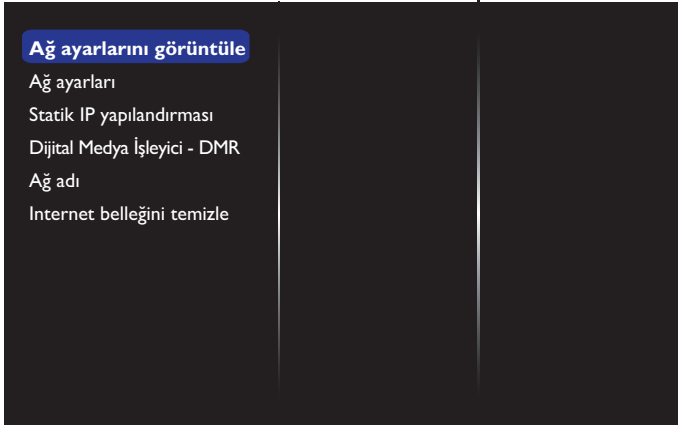 Ağ ayarlarını görüntüle
Ağ ayarları
Statik IP yapılandırması
Dijital Medya İşleyici - DMR
Ağ adı
Internet belleğini temizle